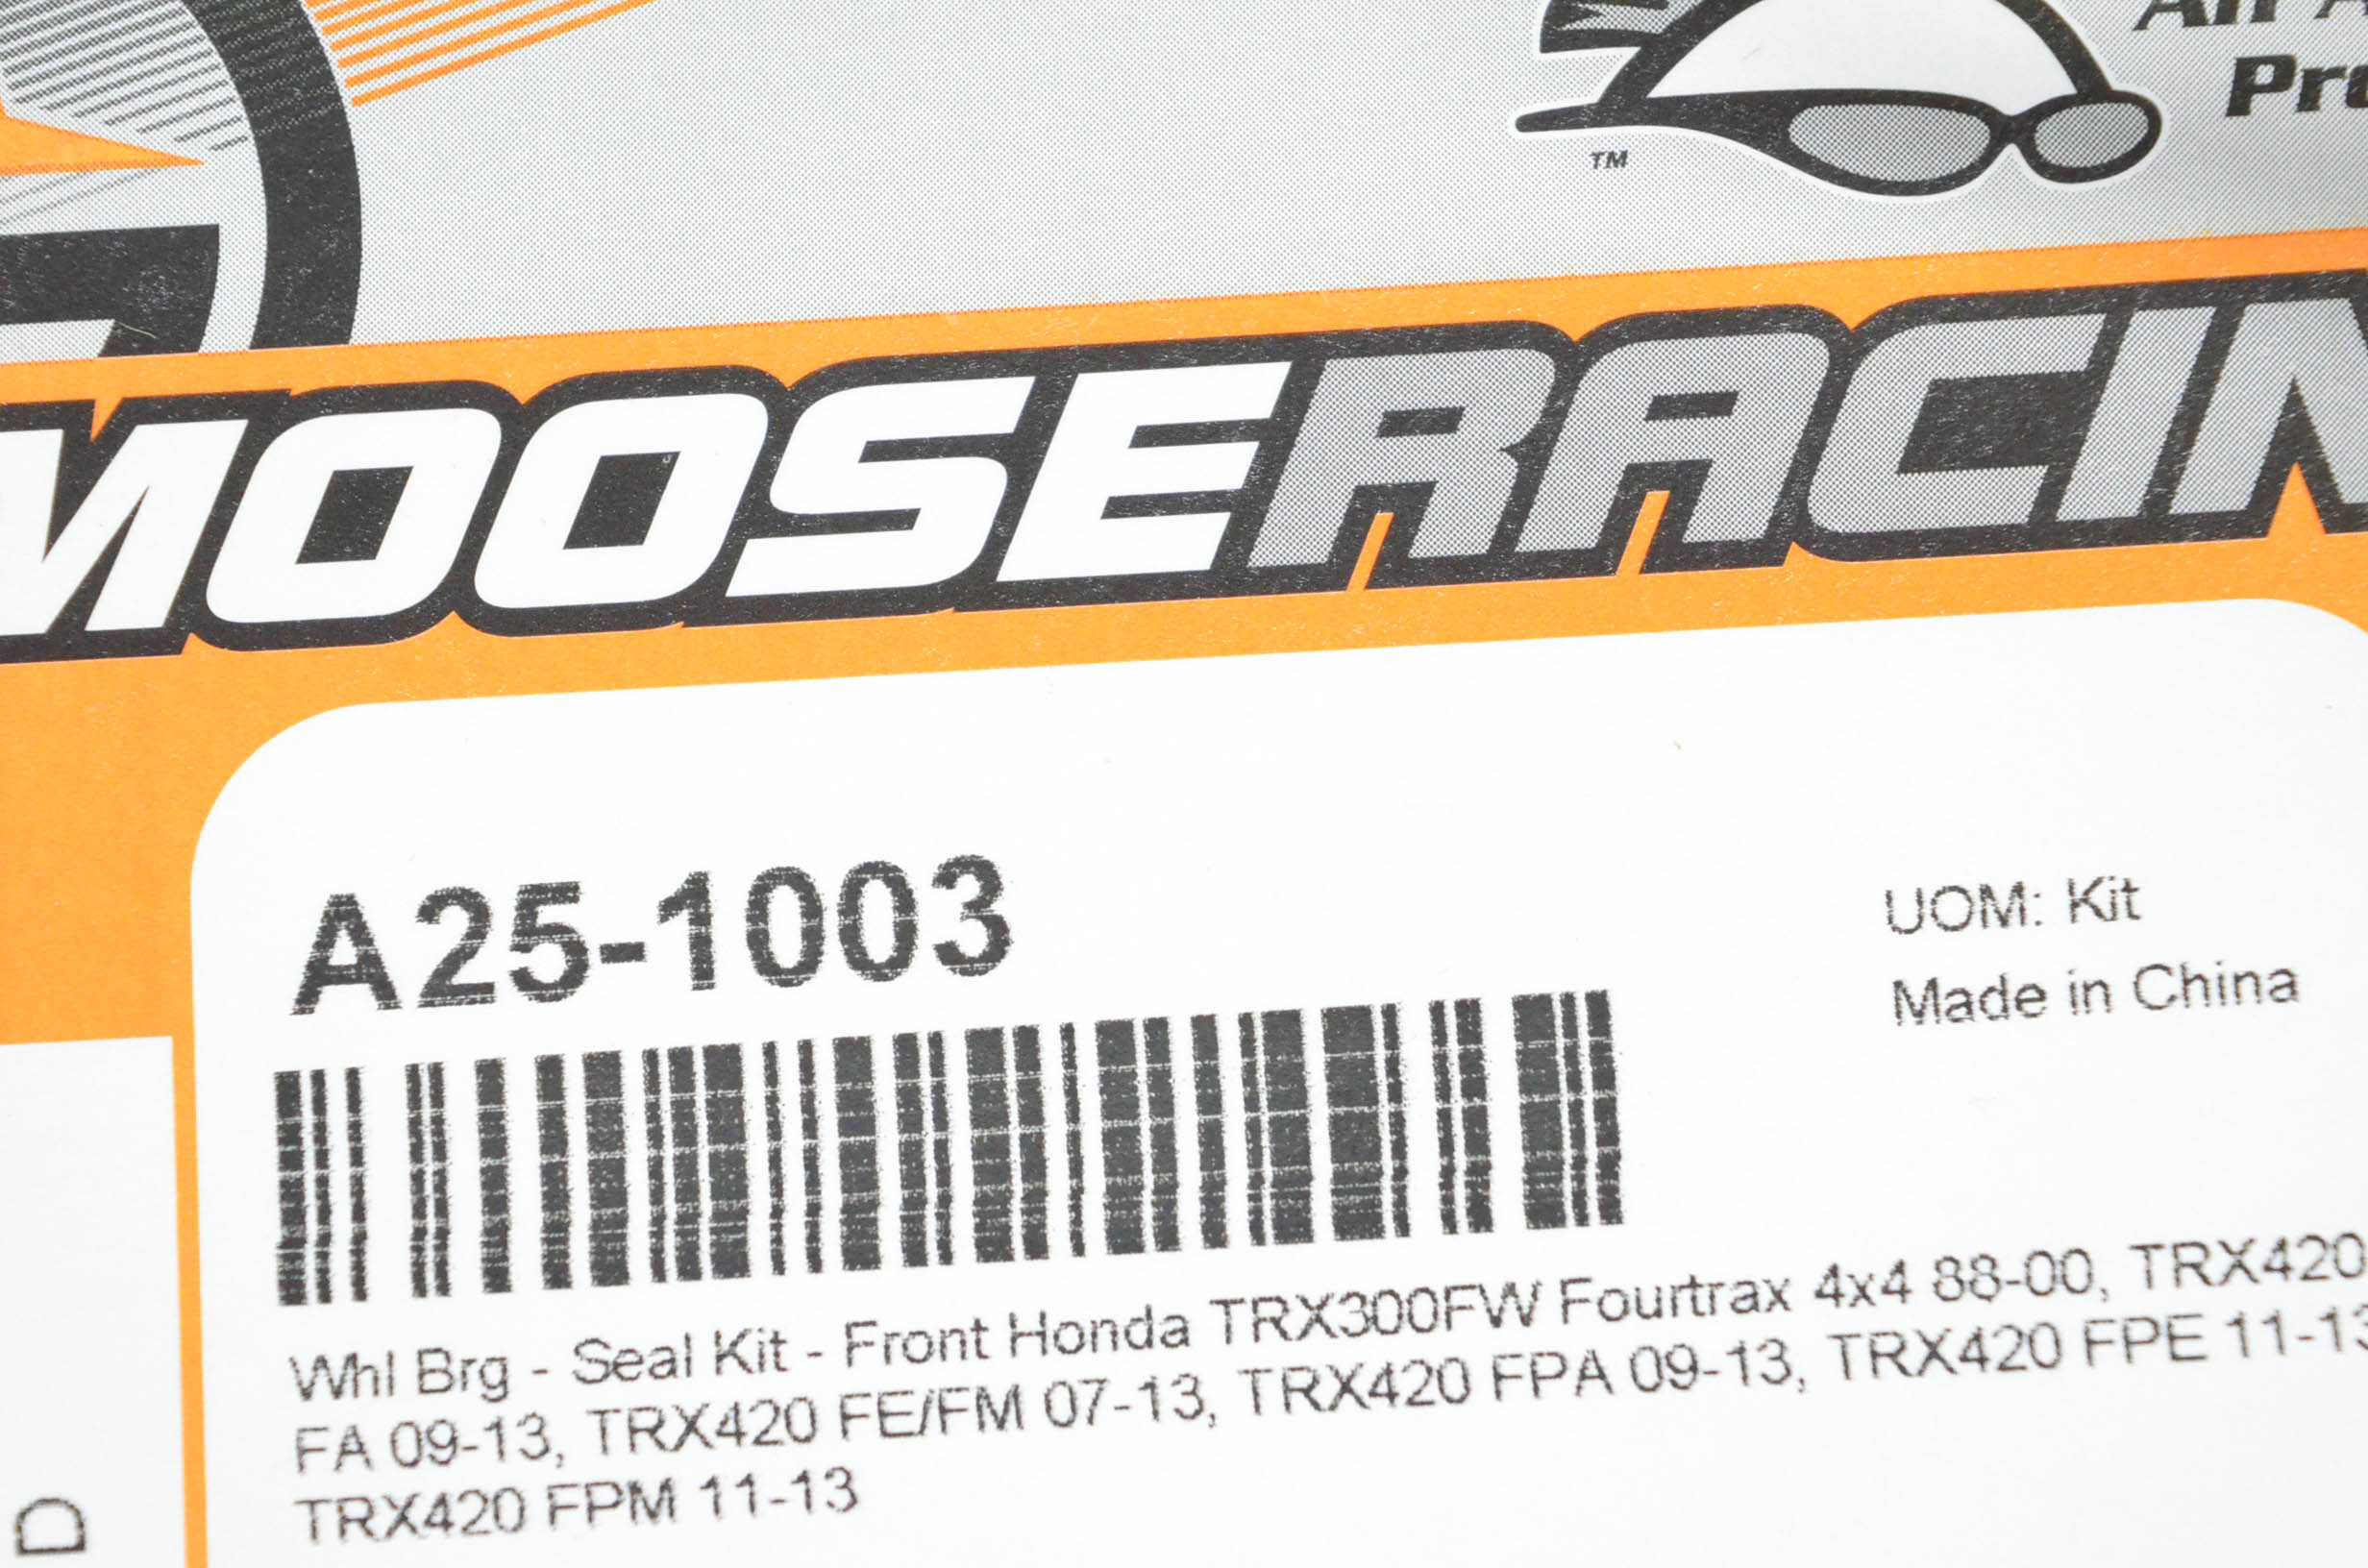 ™
MOOSE RACIN
A25-1003
UOM: Kit
Made in China
Whl Brg - Seal Kit - Front Honda TRX300FW Fourtrax 4x4 88-00, TRX420
FA 09-13, TRX420 FE/FM 07-13, TRX420 FPA 09-13, TRX420 FPE 11-13
TRX420 FPM 11-13
D